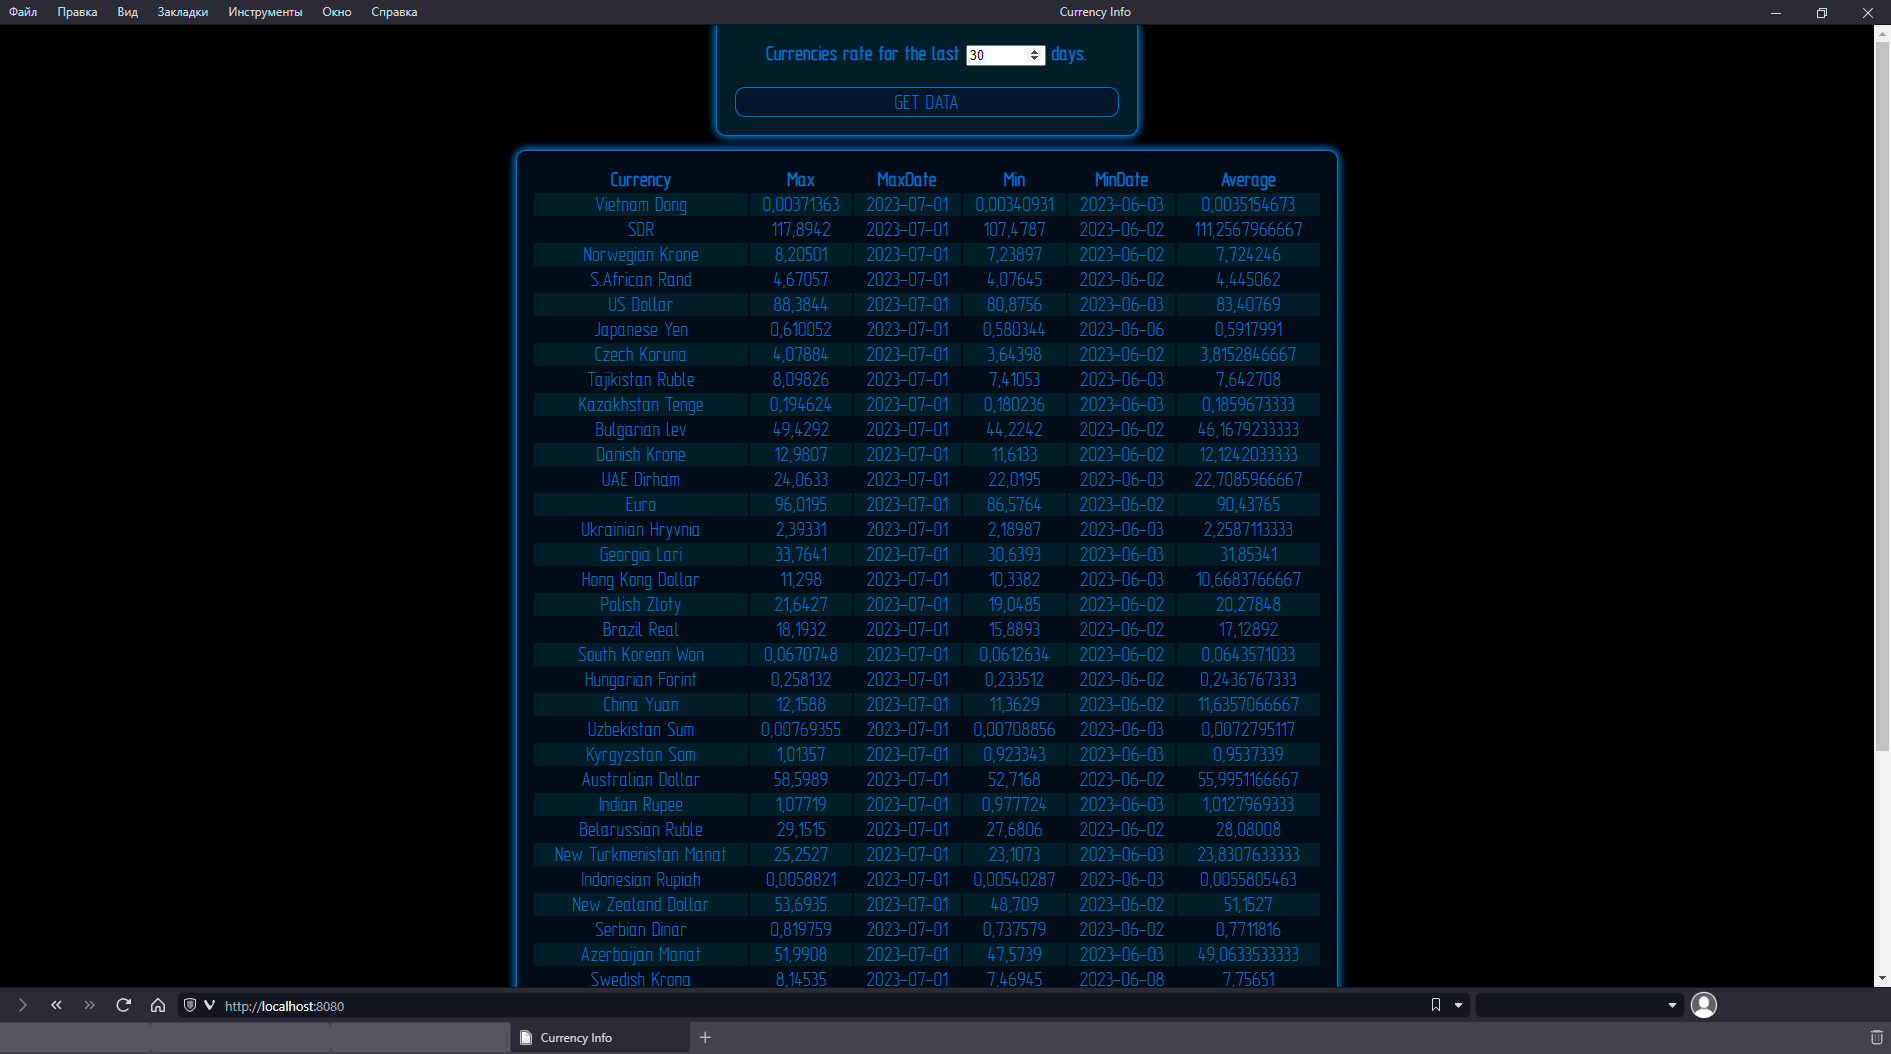 Файл Правка Вид Закладки Инструменты Окно Справка Currency Info
Currencies rate for the last 30 days.
GET DATA
Currency Max MaxDate Min MinDate Average
Vietnam Dong 0,00371363 2023-07-01 0,00340931 2023-06-03 0,0035154673
SDR 117,8942 2023-07-01 107,4787 2023-06-02 111,2567966667
Norwegian Krone 8,20501 2023-07-01 7,23897 2023-06-02 7,724246
S.African Rand 4,67057 2023-07-01 4,07645 2023-06-02 4,445062
US Dollar 88,3844 2023-07-01 80,8756 2023-06-03 83,40769
Japanese Yen 0,610052 2023-07-01 0,580344 2023-06-06 0,5917991
Czech Koruna 4,07884 2023-07-01 3,64398 2023-06-02 3,8152846667
Tajikistan Ruble 8,09826 2023-07-01 7,41053 2023-06-03 7,642708
Kazakhstan Tenge 0,194624 2023-07-01 0,180236 2023-06-03 0,1859673333
Bulgarian lev 49,4292 2023-07-01 44,2242 2023-06-02 46,1679233333
Danish Krone 12,9807 2023-07-01 11,6133 2023-06-02 12,1242033333
UAE Dirham 24,0633 2023-07-01 22,0195 2023-06-03 22,7085966667
Euro 96,0195 2023-07-01 86,5764 2023-06-02 90,43765
Ukrainian Hryvnia 2,39331 2023-07-01 2,18987 2023-06-03 2,2587113333
Georgia Lari 33,7641 2023-07-01 30,6393 2023-06-03 31,85341
Hong Kong Dollar 11,298 2023-07-01 10,3382 2023-06-03 10,6683766667
Polish Zloty 21,6427 2023-07-01 19,0485 2023-06-02 20,27848
Brazil Real 18,1932 2023-07-01 15,8893 2023-06-02 17,12892
South Korean Won 0,0670748 2023-07-01 0,0612634 2023-06-02 0,0643571033
Hungarian Forint 0,258132 2023-07-01 0,233512 2023-06-02 0,2436767333
China Yuan 12,1588 2023-07-01 11,3629 2023-06-02 11,6357066667
Uzbekistan Sum 0,00769355 2023-07-01 0,00708856 2023-06-03 0,0072795117
Kyrgyzstan Som 1,01357 2023-07-01 0,923343 2023-06-03 0,9537339
Australian Dollar 58,5989 2023-07-01 52,7168 2023-06-02 55,9951166667
Indian Rupee 1,07719 2023-07-01 0,977724 2023-06-03 1,0127969333
Belarussian Ruble 29,1515 2023-07-01 27,6806 2023-06-02 28,08008
New Turkmenistan Manat 25,2527 2023-07-01 23,1073 2023-06-03 23,8307633333
Indonesian Rupiah 0,0058821 2023-07-01 0,00540287 2023-06-03 0,0055805463
New Zealand Dollar 53,6935 2023-07-01 48,709 2023-06-02 51,1527
Serbian Dinar 0,819759 2023-07-01 0,737579 2023-06-02 0,7711816
Azerbaijan Manat 51,9908 2023-07-01 47,5739 2023-06-03 49,0633533333
Swedish Krona 8,14535 2023-07-01 7,46945 2023-06-08 7,75651
http://localhost:8080
Currency Info